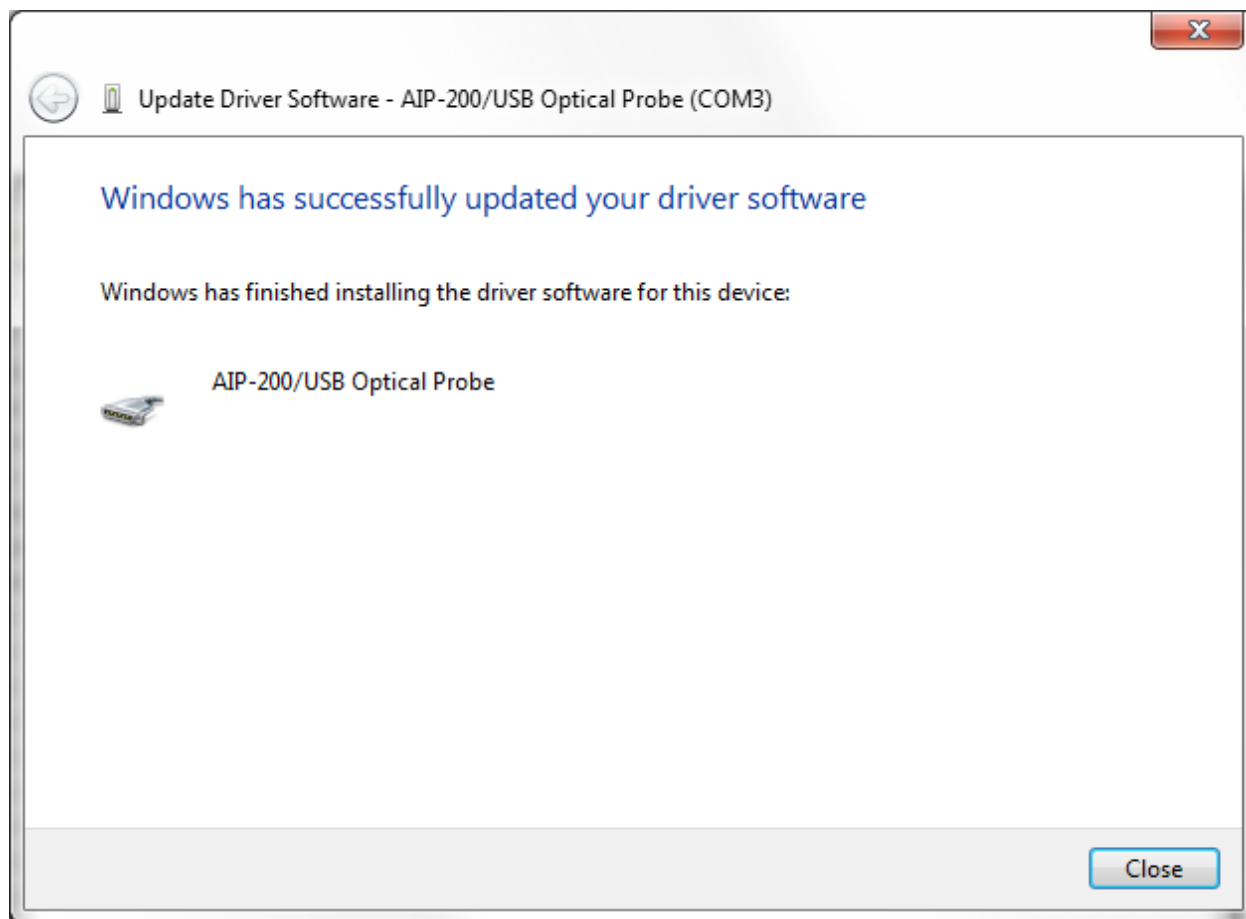 Update Driver Software - AIP-200/USB Optical Probe (COM3)
Windows has successfully updated your driver software
Windows has finished installing the driver software for this device:
AIP-200/USB Optical Probe
Close